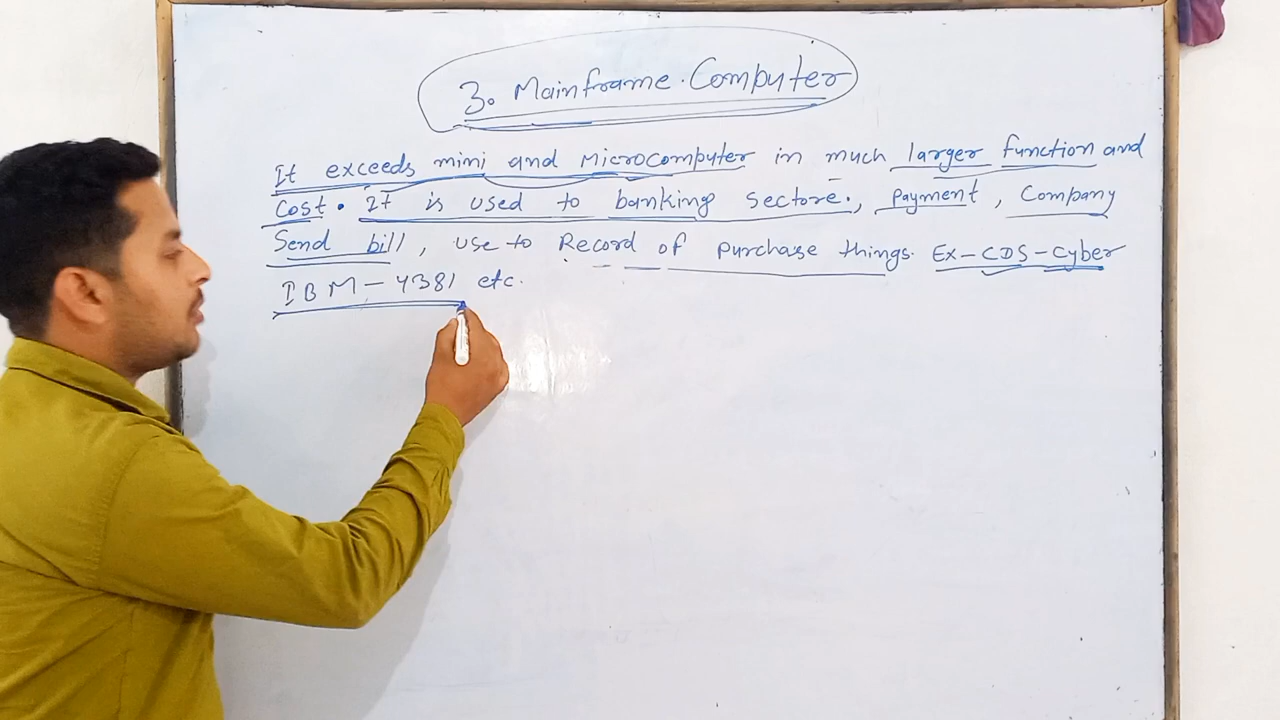 3. Mainframe. Computer
It exceeds mini and Microcomputer in much larger function and
cost. It is used to banking sectore., Payment, Company
Send bill, use to Record of purchase things. Ex-CDS-Cyber
IBM-4381 etc.